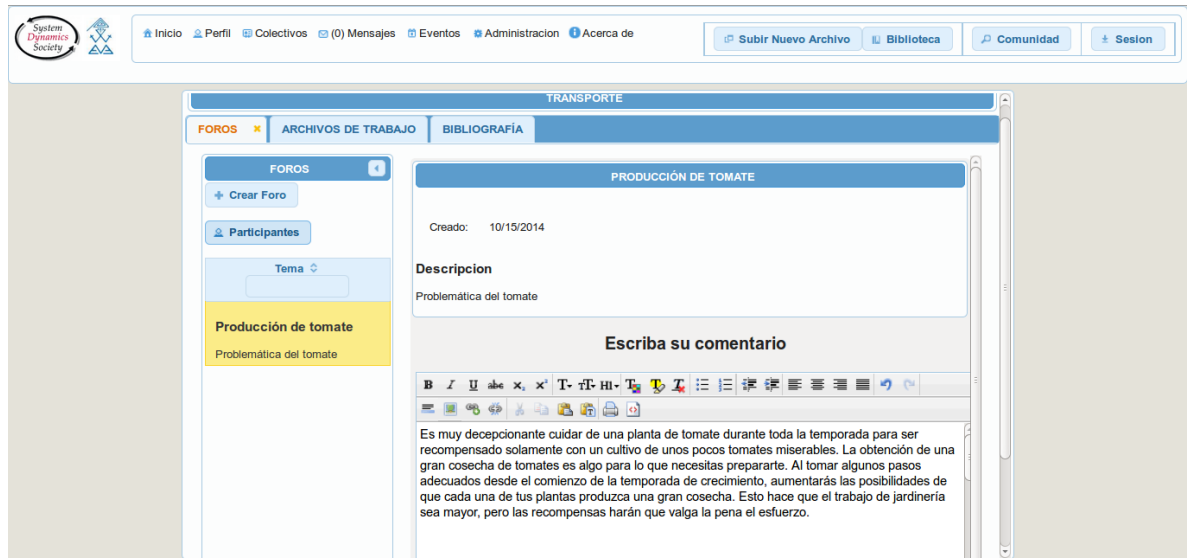 System
Dynamics
Society
Inicio Perfil Colectivos (0) Mensajes Eventos Administracion Acerca de
Subir Nuevo Archivo Biblioteca Comunidad Sesion
TRANSPORTE
FOROS ARCHIVOS DE TRABAJO BIBLIOGRAFÍA
FOROS
Crear Foro
Participantes
Tema
Producción de tomate
Problemática del tomate
PRODUCCIÓN DE TOMATE
Creado: 10/15/2014
Descripcion
Problemática del tomate
Escriba su comentario
Es muy decepcionante cuidar de una planta de tomate durante toda la temporada para ser
recompensado solamente con un cultivo de unos pocos tomates miserables. La obtención de una
gran cosecha de tomates es algo para lo que necesitas prepararte. Al tomar algunos pasos
adecuados desde el comienzo de la temporada de crecimiento, aumentarás las posibilidades de
que cada una de tus plantas produzca una gran cosecha. Esto hace que el trabajo de jardinería
sea mayor, pero las recompensas harán que valga la pena el esfuerzo.